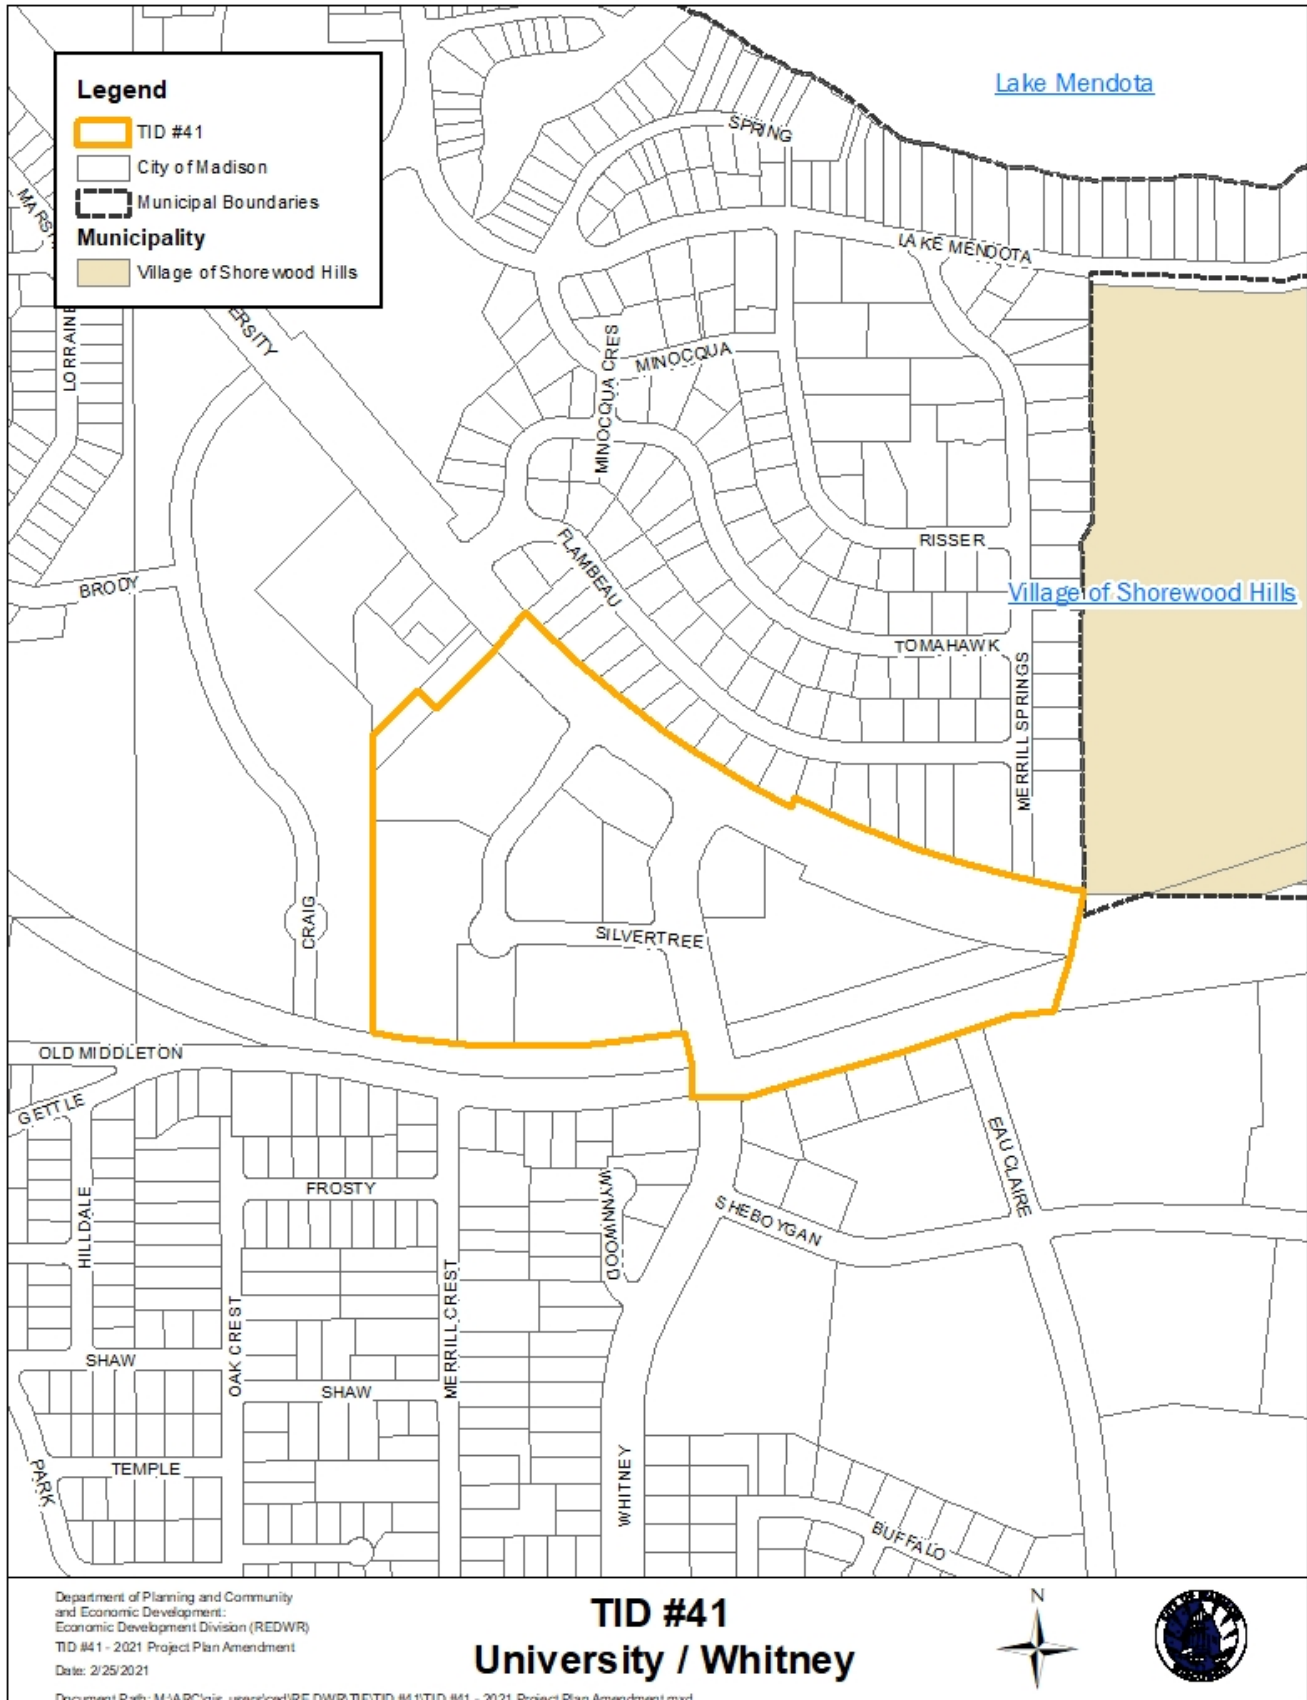 Lake Mendota
Legend
TID #41
City of Madison
Municipal Boundaries
Municipality
Village of Shorewood Hills
SPRING
LAKE MENDOTA
LORRAINE
MINOCQUA CRES
MINOCQUA
FLAMBEAU
RISSER
BRODY
Village of Shorewood Hills
TOMAHAWK
MERRILL SPRINGS
CRAIG
SILVERTREE
OLD MIDDLETON
GETTLE
EAU CLAIRE
FROSTY
WYNNWOOD
HILLDALE
SHEBOYGAN
OAK CREST
MERRILL CREST
SHAW
SHAW
WHITNEY
TEMPLE
PARK
BUFFALO
Department of Planning and Community
and Economic Development:
Economic Development Division (REDWR)
TID #41 - 2021 Project Plan Amendment
Date: 2/25/2021
TID #41
University / Whitney
N